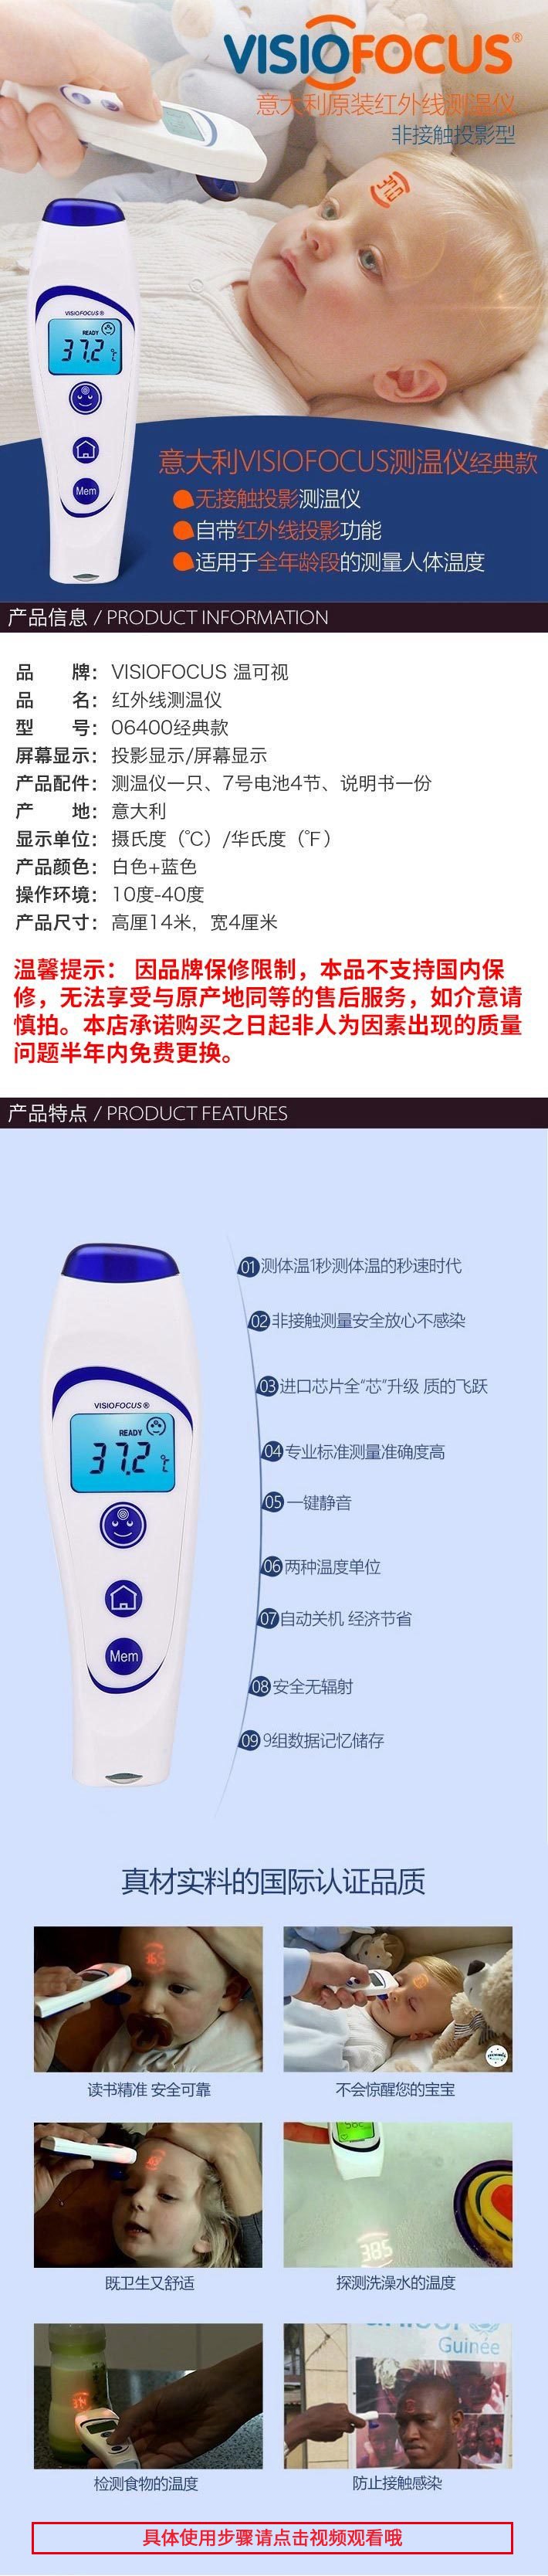 VISIOFOCUS®
意大利原装红外线测温仪
非接触投影型
VISIOFOCUS®
READY
37.2 ℃
Mem
意大利VISIOFOCUS测温仪经典款
无接触投影测温仪
自带红外线投影功能
适用于全年龄段的测量人体温度
产品信息 / PRODUCT INFORMATION
品 牌： VISIOFOCUS 温可视
品 名： 红外线测温仪
型 号： 06400经典款
屏幕显示： 投影显示/屏幕显示
产品配件： 测温仪一只、7号电池4节、说明书一份
产 地： 意大利
显示单位： 摄氏度（℃）/华氏度（℉）
产品颜色： 白色+蓝色
操作环境： 10度-40度
产品尺寸： 高厘14米，宽4厘米
温馨提示： 因品牌保修限制，本品不支持国内保
修，无法享受与原产地同等的售后服务，如介意请
慎拍。本店承诺购买之日起非人为因素出现的质量
问题半年内免费更换。
产品特点 / PRODUCT FEATURES
01 测体温1秒测体温的秒速时代
02 非接触测量安全放心不感染
03 进口芯片全“芯”升级 质的飞跃
VISIOFOCUS®
READY
37.2 ℃
Mem
04 专业标准测量准确度高
05 一键静音
06 两种温度单位
07 自动关机 经济节省
08 安全无辐射
09 9组数据记忆储存
真材实料的国际认证品质
365
读书精准 安全可靠
不会惊醒您的宝宝
既卫生又舒适
385
探测洗澡水的温度
Guinée
检测食物的温度
防止接触感染
具体使用步骤请点击视频观看哦